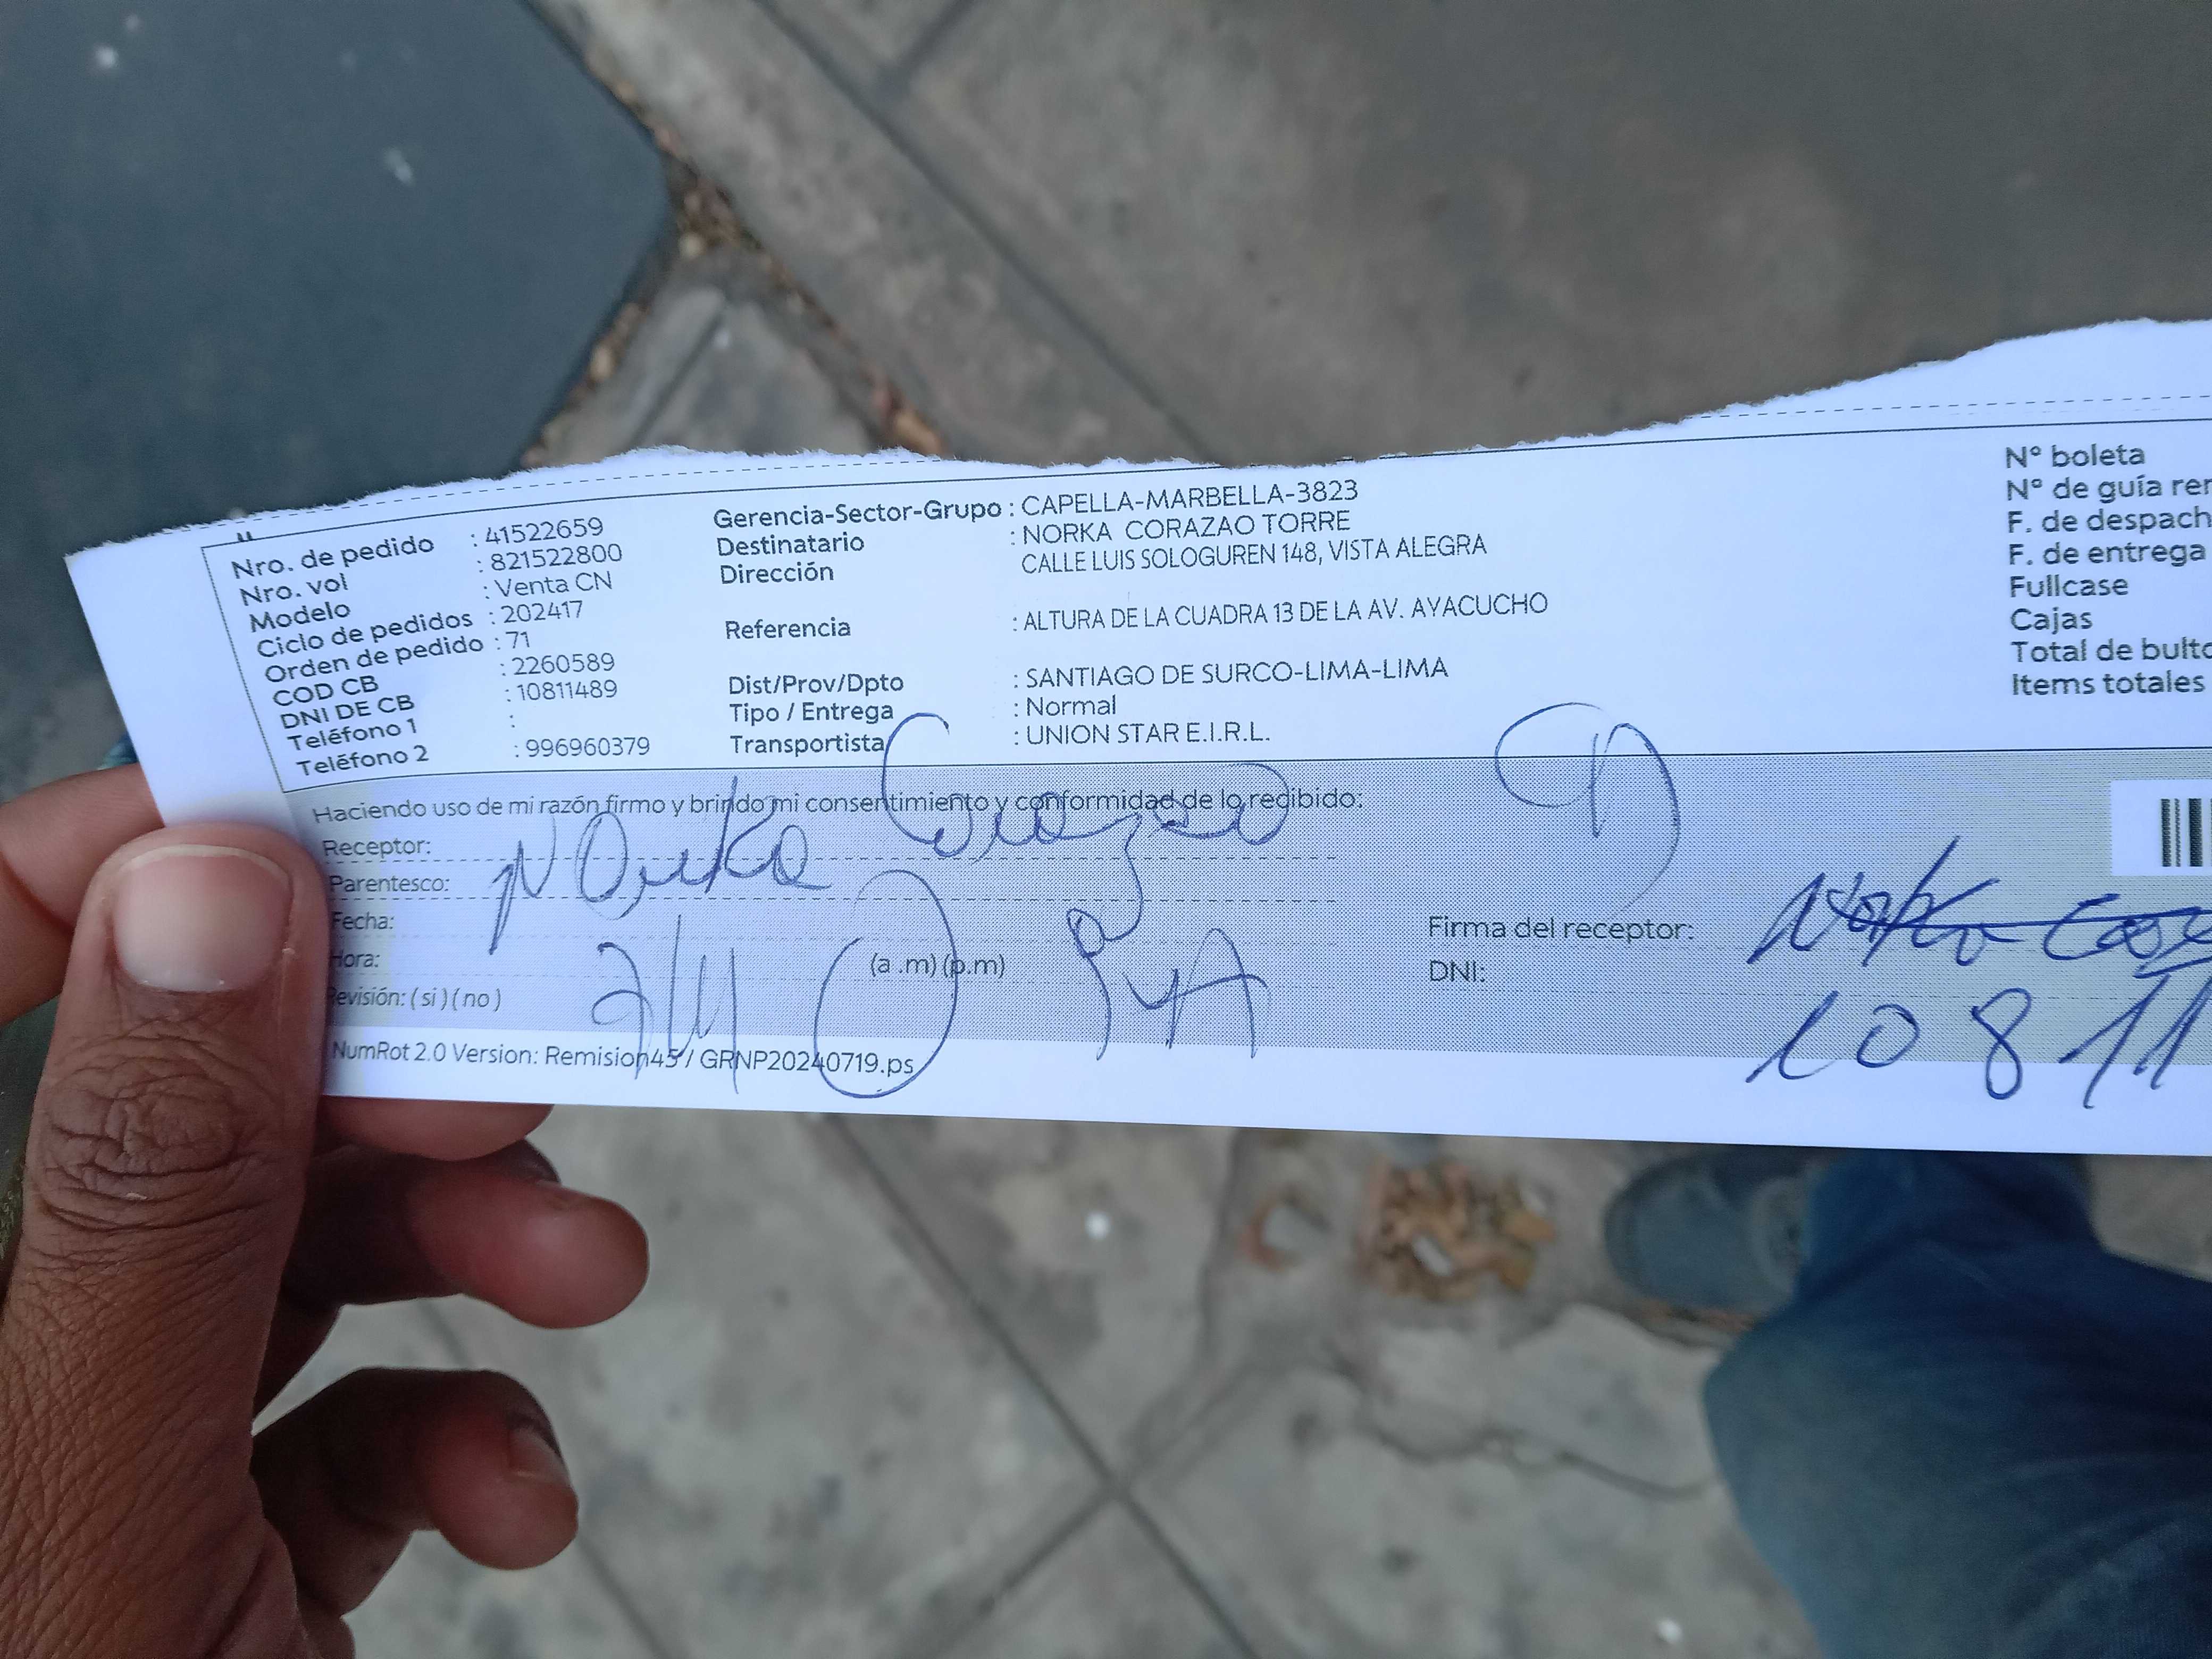 Nro. de pedido : 41522659
Nro. vol : 821522800
Modelo : Venta CN
Ciclo de pedidos : 202417
Orden de pedido : 71
COD CB : 2260589
DNI DE CB : 10811489
Teléfono 1 :
Teléfono 2 : 996960379
Gerencia-Sector-Grupo : CAPELLA-MARBELLA-3823
Destinatario : NORKA CORAZAO TORRE
Dirección CALLE LUIS SOLOGUREN 148, VISTA ALEGRA
Referencia : ALTURA DE LA CUADRA 13 DE LA AV. AYACUCHO
Dist/Prov/Dpto : SANTIAGO DE SURCO-LIMA-LIMA
Tipo / Entrega : Normal
Transportista : UNION STAR E.I.R.L.
N° boleta
N° de guía rer
F. de despach
F. de entrega
Fullcase
Cajas
Total de bulto
Items totales
Haciendo uso de mi razón firmo y brindo mi consentimiento y conformidad de lo recibido:
Receptor: Norka Corazao
Parentesco:
Fecha:
Hora: (a .m) (p.m)
Revisión: ( si ) ( no )
Firma del receptor: Norka
DNI: 10811
NumRot 2.0 Version: Remision45 / GRNP20240719.ps